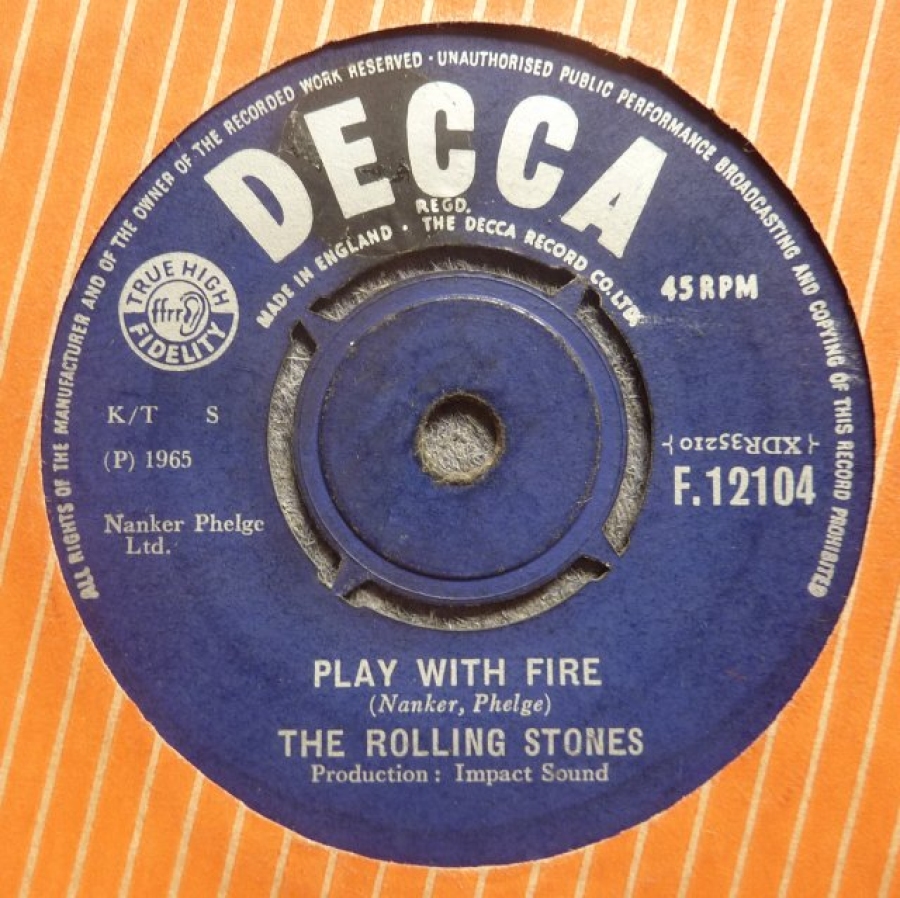 ALL RIGHTS OF THE MANUFACTURER AND OF THE OWNER OF THE RECORDED WORK RESERVED · UNAUTHORISED PUBLIC PERFORMANCE BROADCASTING AND COPYING OF THIS RECORD PROHIBITED
DECCA
REGD.
MADE IN ENGLAND · THE DECCA RECORD CO. LTD.
45 RPM
TRUE HIGH
ffrr
FIDELITY
K/T S
(P) 1965
{XDR35210}
F.12104
Nanker Phelge
Ltd.
PLAY WITH FIRE
(Nanker, Phelge)
THE ROLLING STONES
Production : Impact Sound